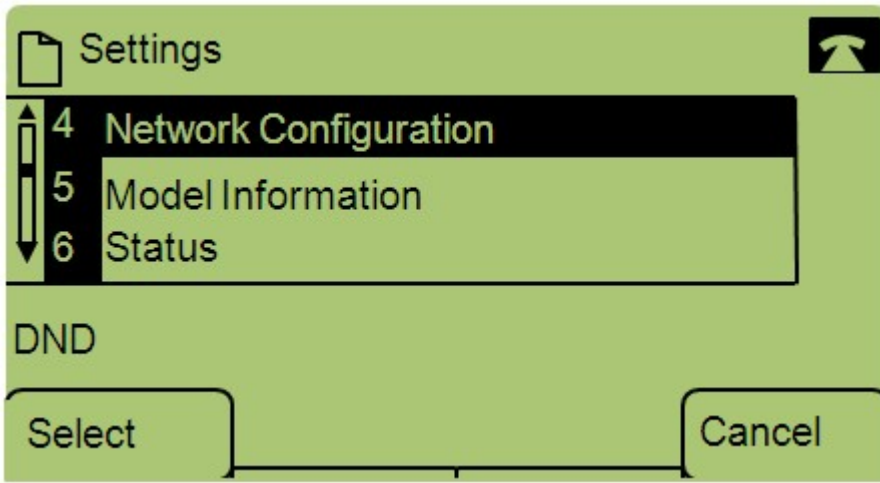 Settings
4 Network Configuration
5 Model Information
6 Status
DND
Select Cancel